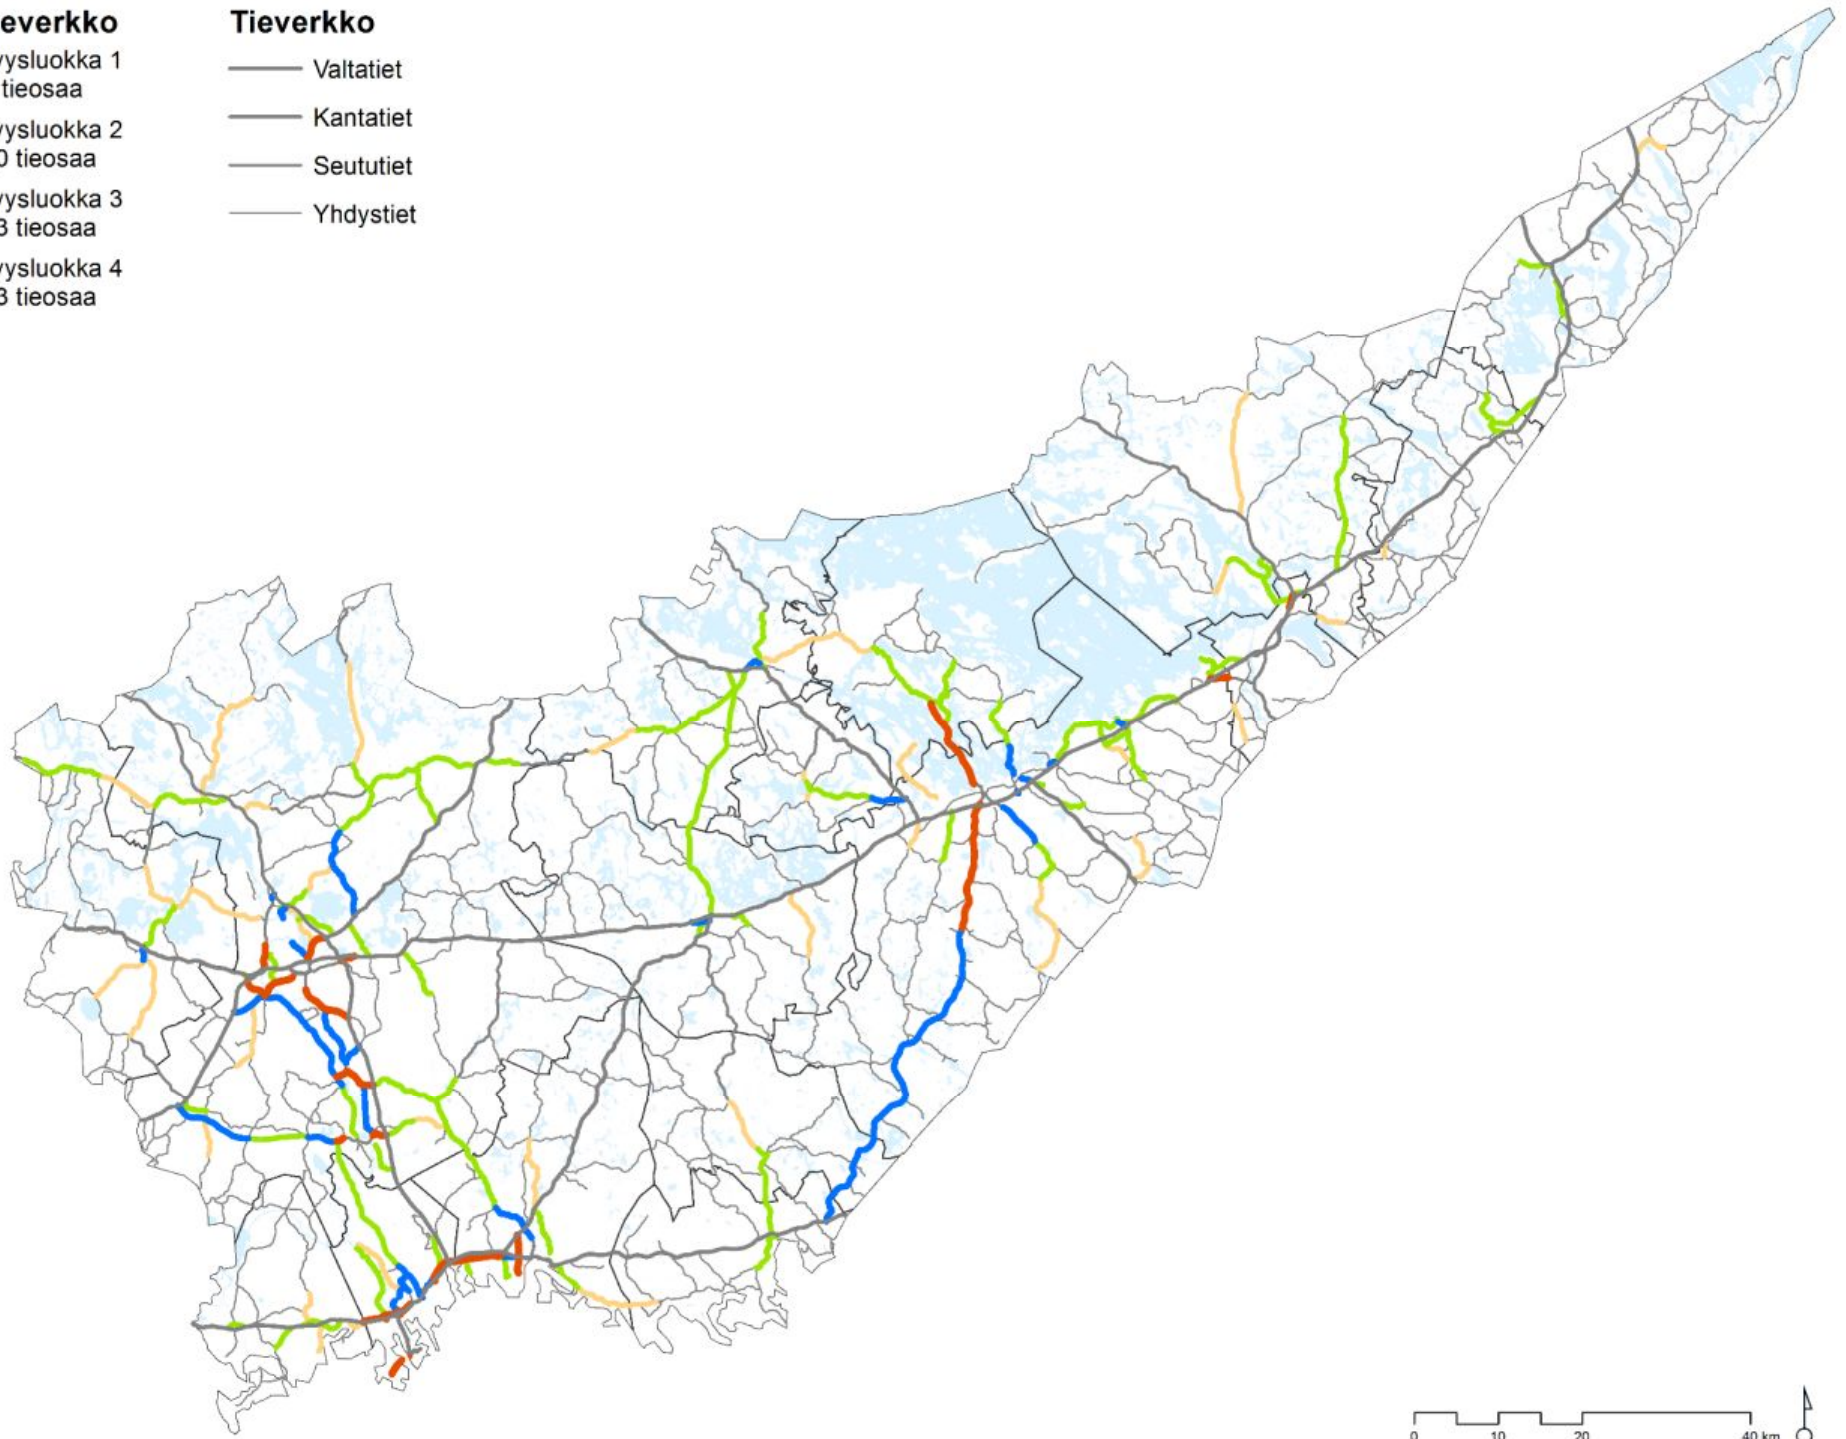 everkko
ysluokka 1
tieosaa
ysluokka 2
0 tieosaa
ysluokka 3
3 tieosaa
ysluokka 4
3 tieosaa
Tieverkko
Valtatiet
Kantatiet
Seututiet
Yhdystiet
0 10 20 40 km